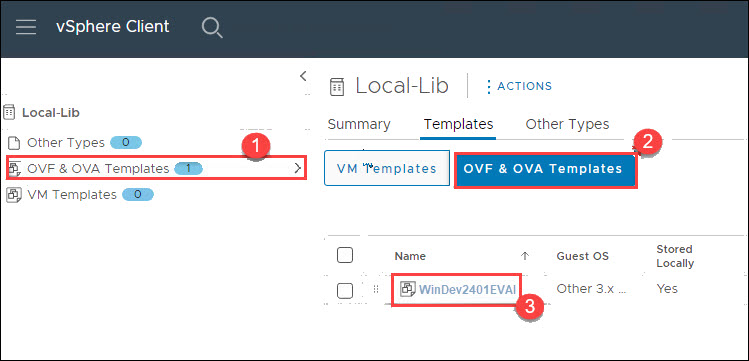 vSphere Client
Local-Lib
Other Types 0
OVF & OVA Templates 1
VM Templates 0
1
Local-Lib
ACTIONS
Summary Templates Other Types
2
VM Templates OVF & OVA Templates
Name Guest OS Stored Locally
WinDev2401EVAl Other 3.x ... Yes
3